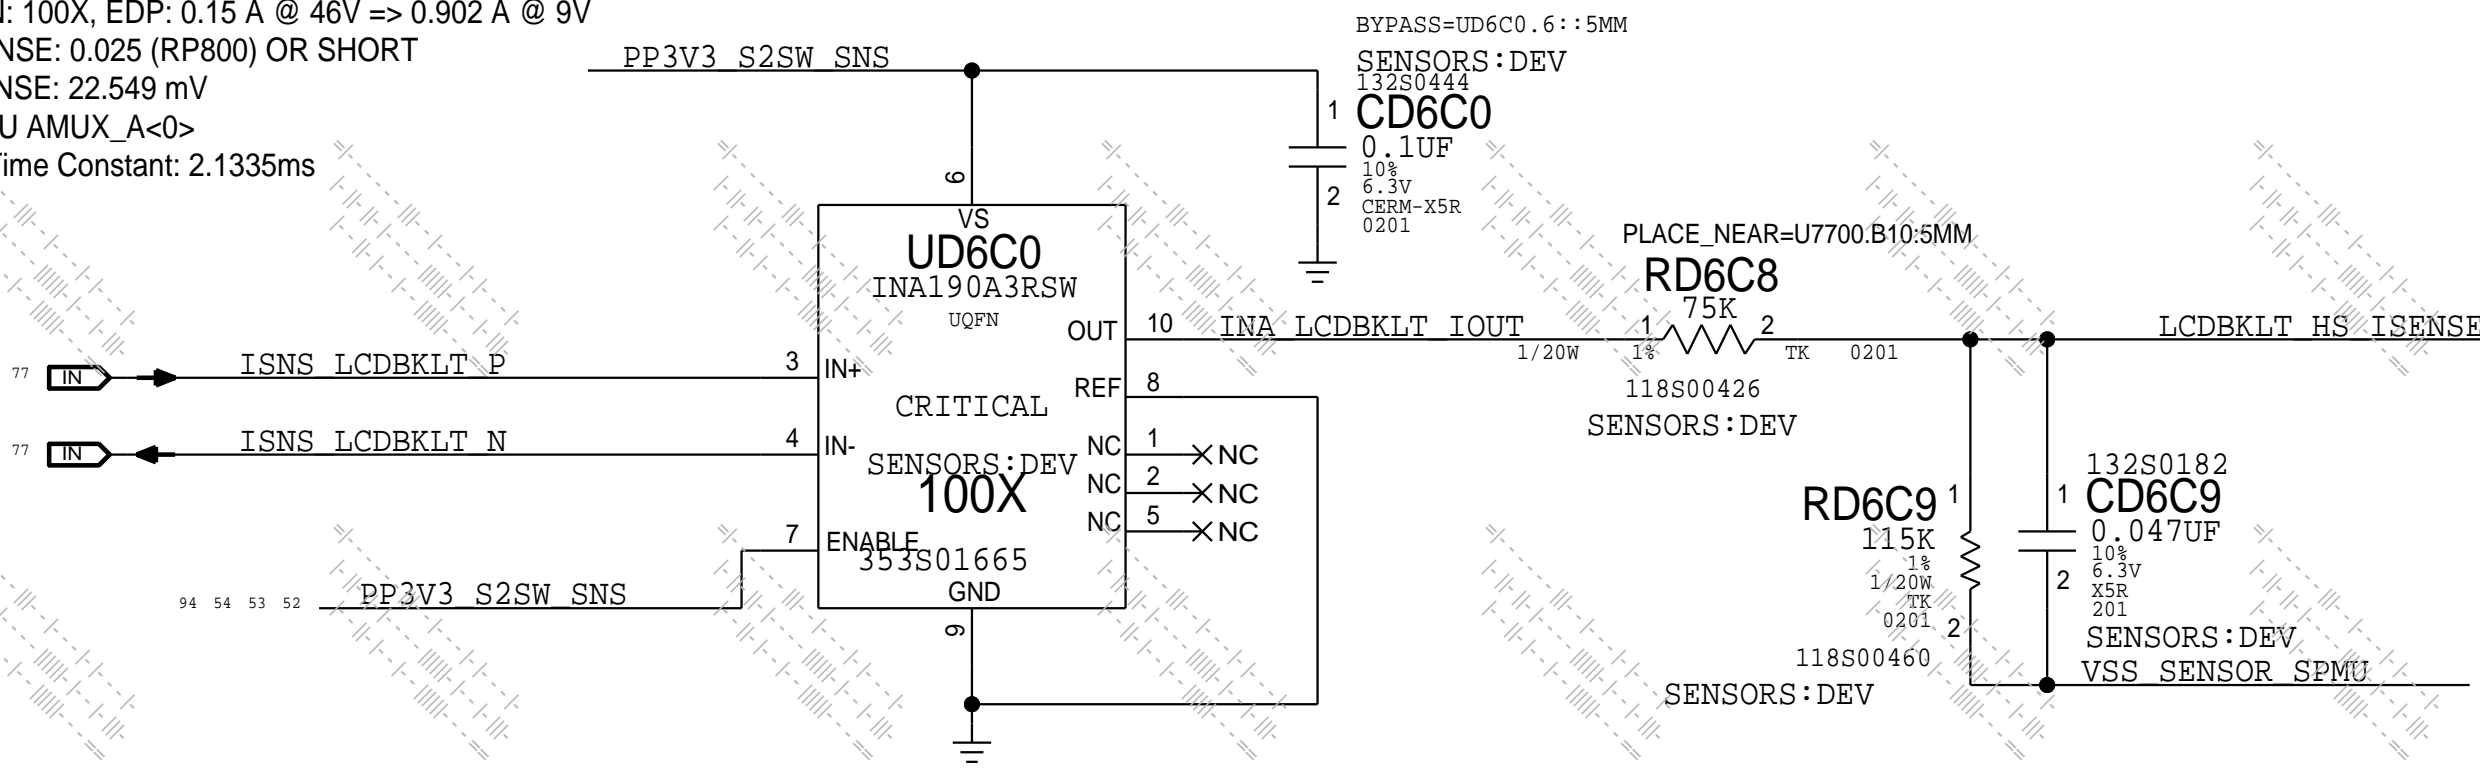 N: 100X, EDP: 0.15 A @ 46V => 0.902 A @ 9V
NSE: 0.025 (RP800) OR SHORT
NSE: 22.549 mV
U AMUX_A<0>
Time Constant: 2.1335ms
PP3V3_S2SW_SNS
BYPASS=UD6C0.6::5MM
SENSORS:DEV
132S0444
CD6C0
0.1UF
10%
6.3V
CERM-X5R
0201
1
2
6
VS
UD6C0
INA190A3RSW
UQFN
CRITICAL
SENSORS:DEV
100X
353S01665
GND
9
77 IN ISNS_LCDBKLT_P 3 IN+
77 IN ISNS_LCDBKLT_N 4 IN-
7 ENABLE
94 54 53 52 PP3V3_S2SW_SNS
OUT 10 INA_LCDBKLT_IOUT
REF 8
NC 1 NC
NC 2 NC
NC 5 NC
PLACE_NEAR=U7700.B10:5MM
RD6C8
75K
1 2
1/20W 1% TK 0201
118S00426
SENSORS:DEV
LCDBKLT_HS_ISENSE
RD6C9 1
115K
1%
1/20W
TK
0201
2
118S00460
SENSORS:DEV
132S0182
1 CD6C9
0.047UF
10%
6.3V
2 X5R
201
SENSORS:DEV
VSS_SENSOR_SPMU